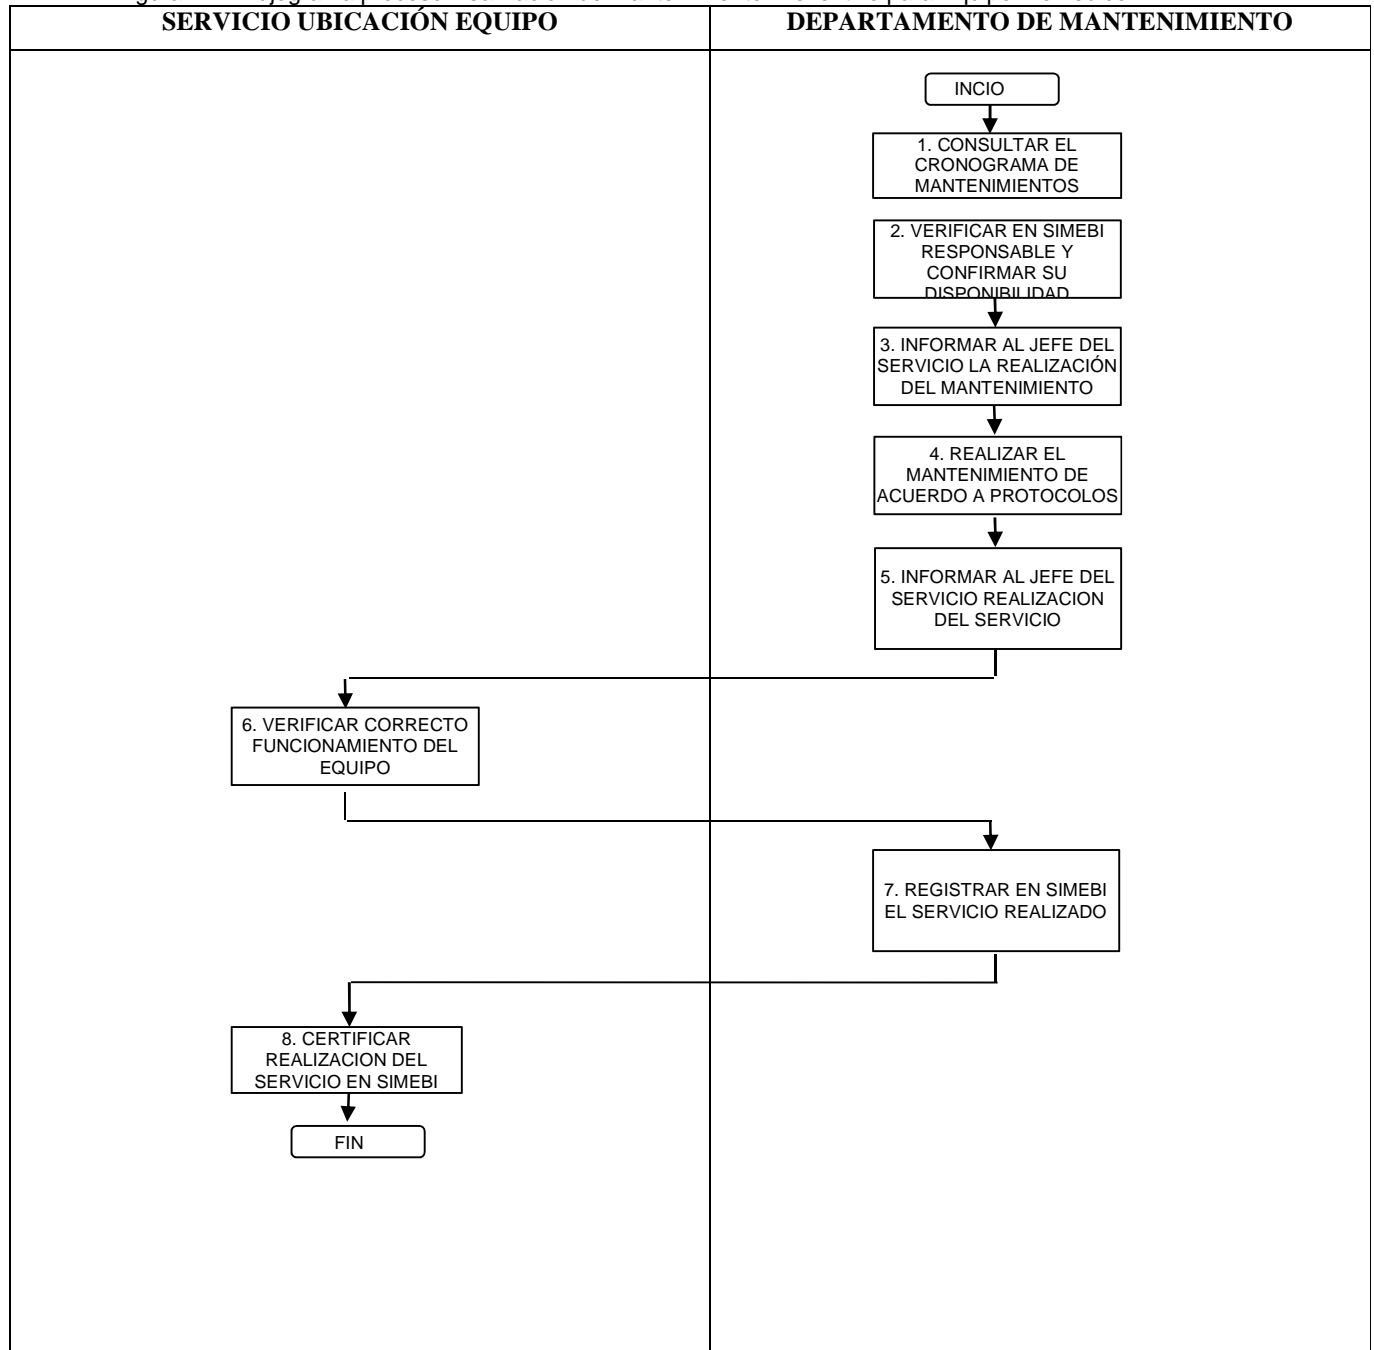 SERVICIO UBICACIÓN EQUIPO
DEPARTAMENTO DE MANTENIMIENTO
INCIO
1. CONSULTAR EL
CRONOGRAMA DE
MANTENIMIENTOS
2. VERIFICAR EN SIMEBI
RESPONSABLE Y
CONFIRMAR SU
DISPONIBILIDAD
3. INFORMAR AL JEFE DEL
SERVICIO LA REALIZACIÓN
DEL MANTENIMIENTO
4. REALIZAR EL
MANTENIMIENTO DE
ACUERDO A PROTOCOLOS
5. INFORMAR AL JEFE DEL
SERVICIO REALIZACION
DEL SERVICIO
6. VERIFICAR CORRECTO
FUNCIONAMIENTO DEL
EQUIPO
7. REGISTRAR EN SIMEBI
EL SERVICIO REALIZADO
8. CERTIFICAR
REALIZACION DEL
SERVICIO EN SIMEBI
FIN